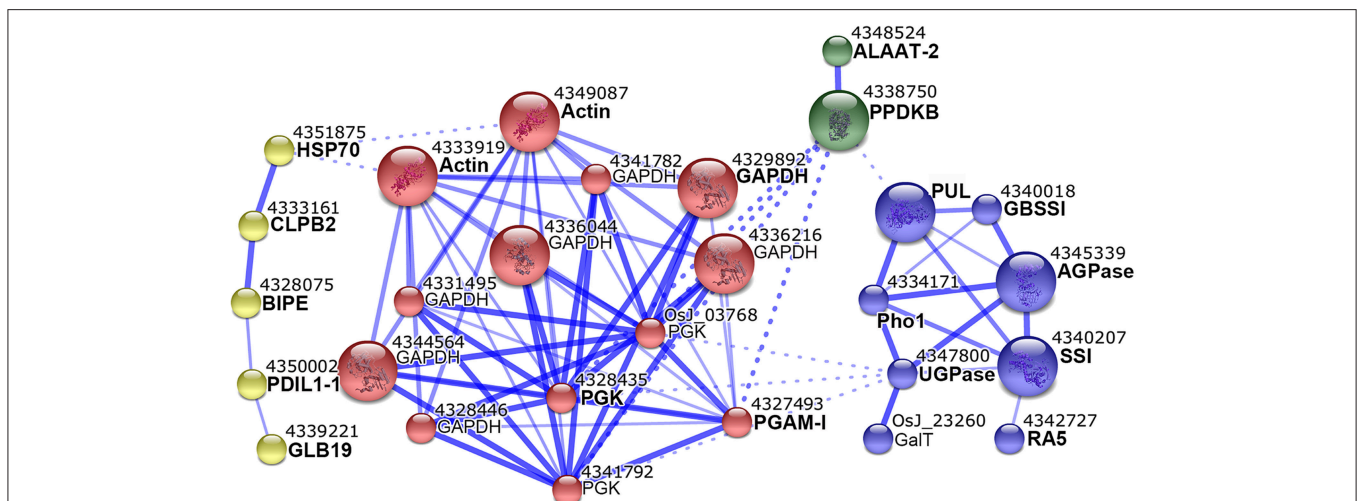 4348524
ALAAT-2
4338750
PPDKB
4349087
Actin
4351875
HSP70
4333919
Actin
4341782
GAPDH
4329892
GAPDH
PUL
4340018
GBSSI
4333161
CLPB2
4336044
GAPDH
4336216
GAPDH
4345339
AGPase
4328075
BIPE
4331495
GAPDH
4334171
Pho1
OsJ_03768
PGK
4340207
SSI
4344564
GAPDH
4347800
UGPase
4350002
PDIL1-1
4328435
PGK
4328446
GAPDH
4327493
PGAM-I
OsJ_23260
GalT
4342727
RA5
4339221
GLB19
4341792
PGK